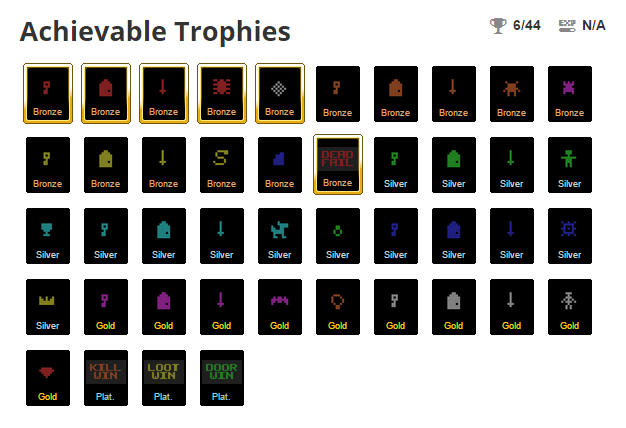 Achievable Trophies
6/44
EXP N/A
Bronze Bronze Bronze Bronze Bronze Bronze Bronze Bronze Bronze Bronze
DEAD
FAIL
Bronze Bronze Bronze Bronze Bronze Bronze Silver Silver Silver Silver
Silver Silver Silver Silver Silver Silver Silver Silver Silver Silver
Silver Gold Gold Gold Gold Gold Gold Gold Gold Gold
KILL LOOT DOOR
WIN WIN WIN
Gold Plat. Plat. Plat.